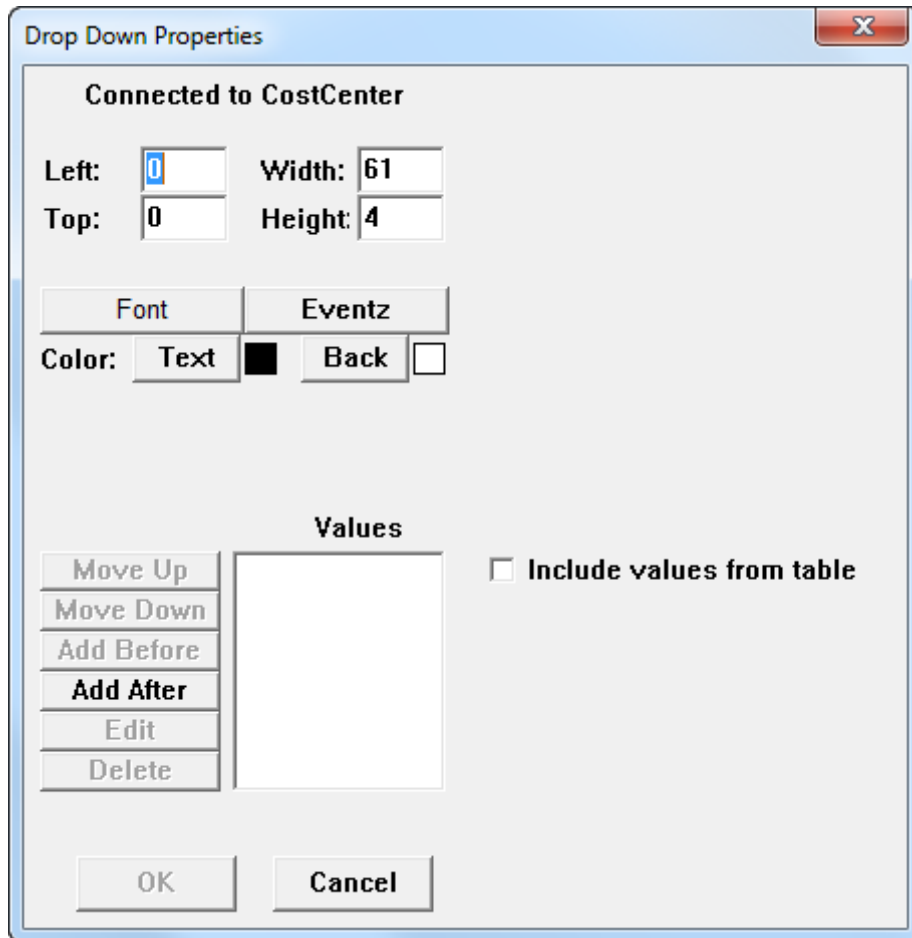 Drop Down Properties
Connected to CostCenter
Left: 0 Width: 61
Top: 0 Height: 4
Font Eventz
Color: Text Back
Values
Move Up Include values from table
Move Down
Add Before
Add After
Edit
Delete
OK Cancel